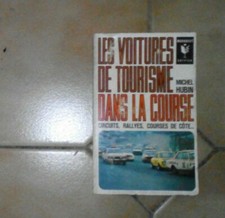 LES VOITURES
DE TOURISME
MICHEL
HUBIN
DANS LA COURSE
CIRCUITS, RALLYES, COURSES DE CÔTE...